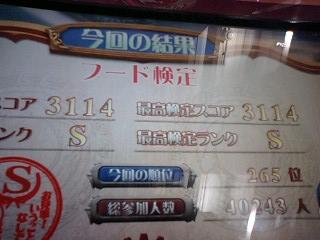 今回の結果
フード検定
スコア 3114 最高検定スコア 3114
ンク S 最高検定ランク S
今回の順位 265 位
総参加人数 40243 人
S